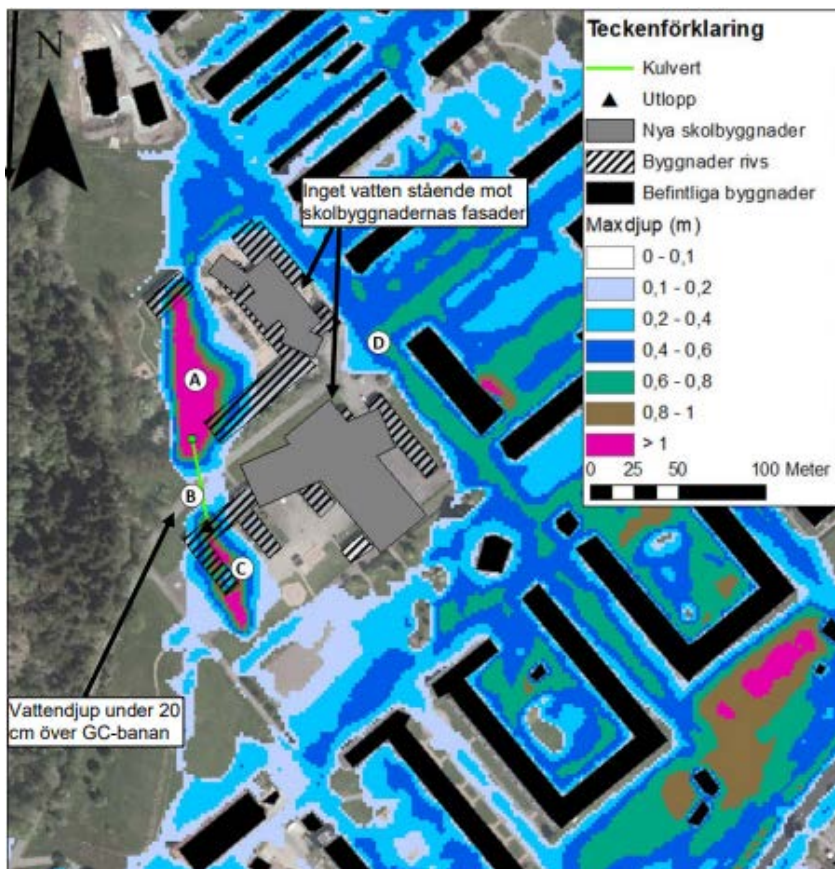 N
Teckenförklaring
Kulvert
Utlopp
Nya skolbyggnader
Byggnader rivs
Befintliga byggnader
Maxdjup (m)
0 - 0,1
0,1 - 0,2
0,2 - 0,4
0,4 - 0,6
0,6 - 0,8
0,8 - 1
> 1
0 25 50 100 Meter
Inget vatten stående mot
skolbyggnadernas fasader
D
A
B
C
Vattendjup under 20
cm över GC-banan